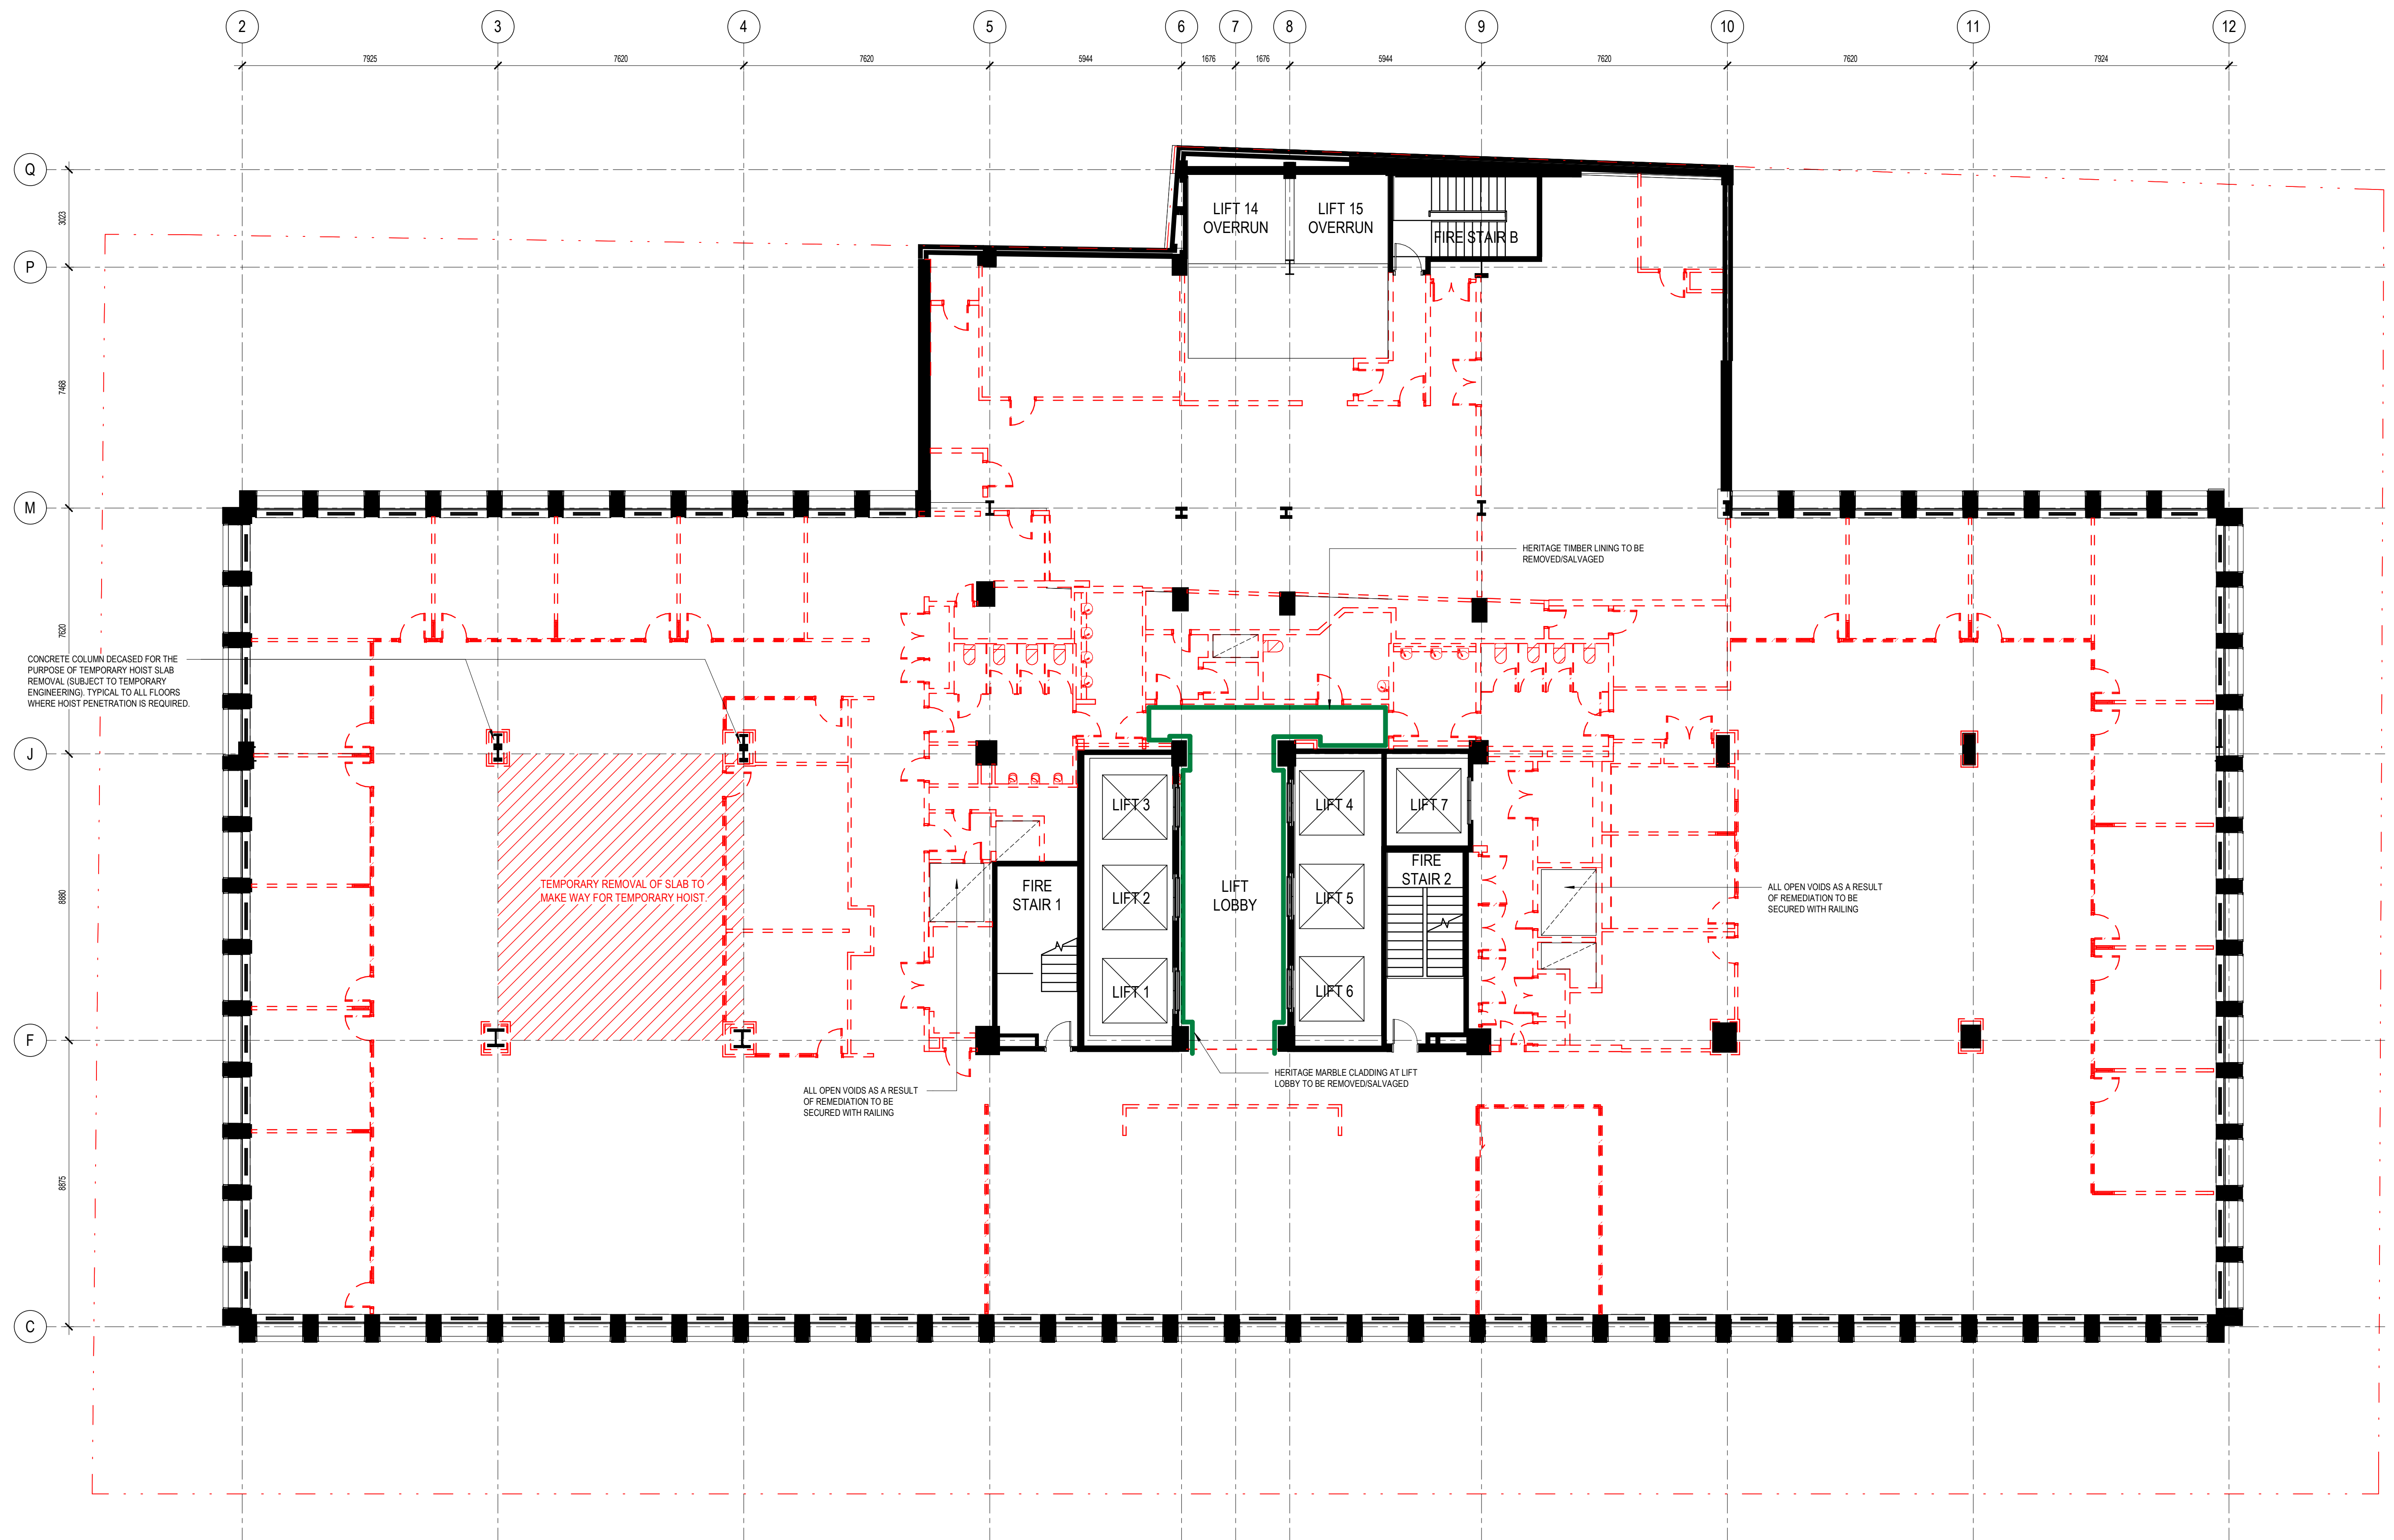 2 3 4 5 6 7 8 9 10 11 12
7925 7620 7620 5944 1676 1676 5944 7620 7620 7924
Q
3023
P
7468
M
7620
J
8880
F
8875
C
LIFT 14
OVERRUN
LIFT 15
OVERRUN
FIRE STAIR B
HERITAGE TIMBER LINING TO BE
REMOVED/SALVAGED
CONCRETE COLUMN DECASED FOR THE
PURPOSE OF TEMPORARY HOIST SLAB
REMOVAL (SUBJECT TO TEMPORARY
ENGINEERING). TYPICAL TO ALL FLOORS
WHERE HOIST PENETRATION IS REQUIRED.
TEMPORARY REMOVAL OF SLAB TO
MAKE WAY FOR TEMPORARY HOIST.
LIFT 3
LIFT 4
LIFT 7
FIRE
STAIR 1
LIFT 2
LIFT
LOBBY
LIFT 5
FIRE
STAIR 2
LIFT 1
LIFT 6
ALL OPEN VOIDS AS A RESULT
OF REMEDIATION TO BE
SECURED WITH RAILING
HERITAGE MARBLE CLADDING AT LIFT
LOBBY TO BE REMOVED/SALVAGED
ALL OPEN VOIDS AS A RESULT
OF REMEDIATION TO BE
SECURED WITH RAILING